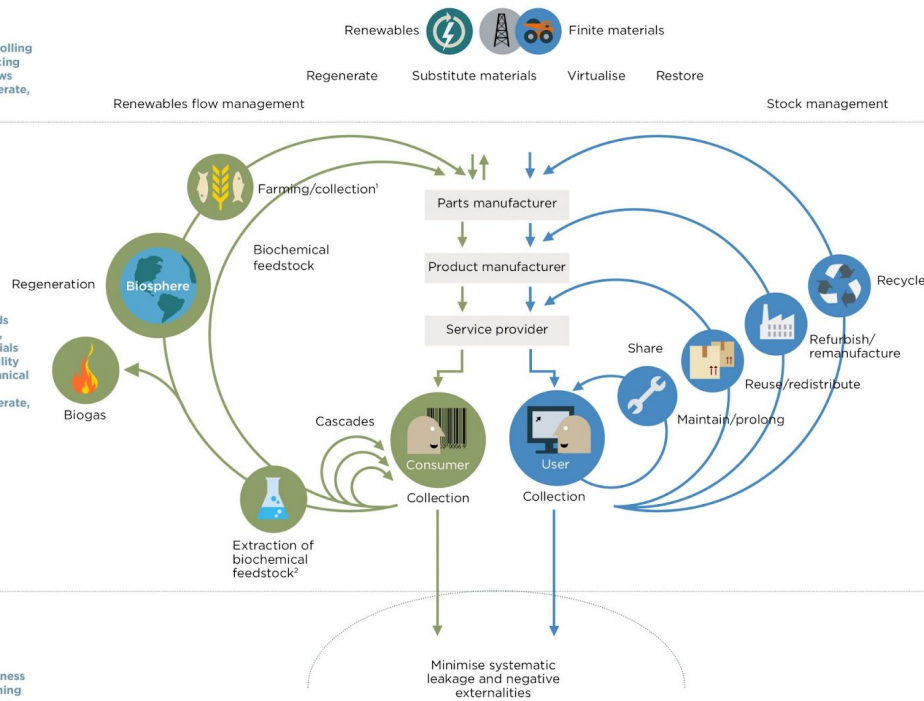 Renewables
Finite materials
Regenerate Substitute materials Virtualise Restore
Renewables flow management
Stock management
Farming/collection¹
Parts manufacturer
Biochemical
feedstock
Product manufacturer
Regeneration
Biosphere
Recycle
Service provider
Share
Refurbish/
remanufacture
Reuse/redistribute
Biogas
Cascades
Maintain/prolong
Consumer
User
Collection
Collection
Extraction of
biochemical
feedstock²
Minimise systematic
leakage and negative
externalities